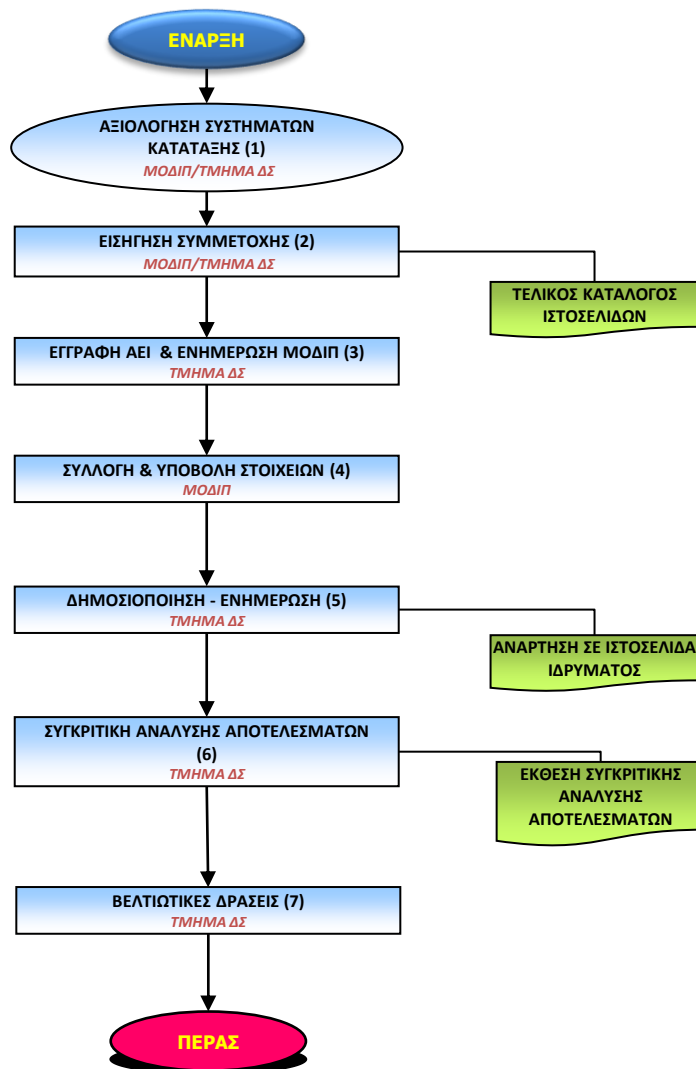 ΕΝΑΡΞΗ
ΑΞΙΟΛΟΓΗΣΗ ΣΥΣΤΗΜΑΤΩΝ
ΚΑΤΑΤΑΞΗΣ (1)
ΜΟΔΙΠ/ΤΜΗΜΑ ΔΣ
ΕΙΣΗΓΗΣΗ ΣΥΜΜΕΤΟΧΗΣ (2)
ΜΟΔΙΠ/ΤΜΗΜΑ ΔΣ
ΤΕΛΙΚΟΣ ΚΑΤΑΛΟΓΟΣ
ΙΣΤΟΣΕΛΙΔΩΝ
ΕΓΓΡΑΦΗ ΑΕΙ & ΕΝΗΜΕΡΩΣΗ ΜΟΔΙΠ (3)
ΤΜΗΜΑ ΔΣ
ΣΥΛΛΟΓΗ & ΥΠΟΒΟΛΗ ΣΤΟΙΧΕΙΩΝ (4)
ΜΟΔΙΠ
ΔΗΜΟΣΙΟΠΟΙΗΣΗ - ΕΝΗΜΕΡΩΣΗ (5)
ΤΜΗΜΑ ΔΣ
ΑΝΑΡΤΗΣΗ ΣΕ ΙΣΤΟΣΕΛΙΔΑ
ΙΔΡΥΜΑΤΟΣ
ΣΥΓΚΡΙΤΙΚΗ ΑΝΑΛΥΣΗΣ ΑΠΟΤΕΛΕΣΜΑΤΩΝ
(6)
ΤΜΗΜΑ ΔΣ
ΕΚΘΕΣΗ ΣΥΓΚΡΙΤΙΚΗΣ
ΑΝΑΛΥΣΗΣ
ΑΠΟΤΕΛΕΣΜΑΤΩΝ
ΒΕΛΤΙΩΤΙΚΕΣ ΔΡΑΣΕΙΣ (7)
ΤΜΗΜΑ ΔΣ
ΠΕΡΑΣ